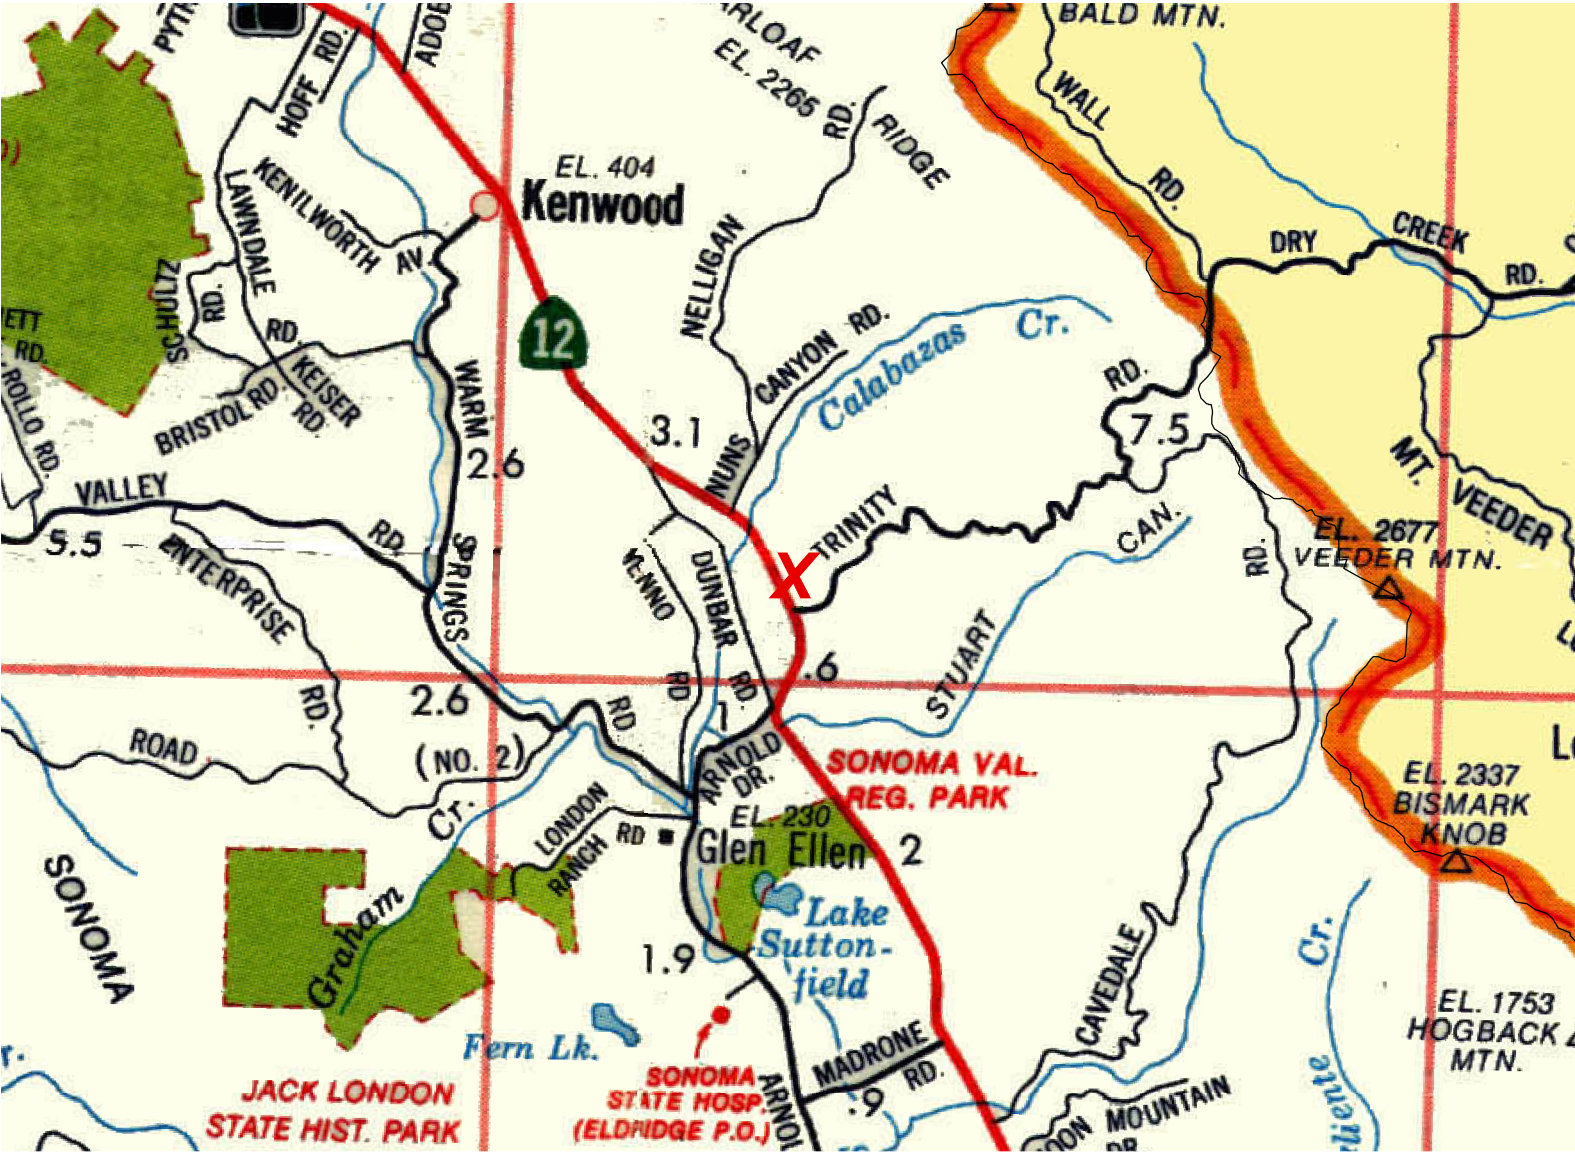 BALD MTN.
EL. 2265
RD.
RIDGE
WALL
RD.
HOFF RD.
EL. 404
Kenwood
KENILWORTH
AV.
LAWNDALE
RD.
SCHULTZ
RD.
NELLIGAN
DRY
CREEK
RD.
12
CANYON RD.
Calabazas
Cr.
RD.
KEISER
RD.
BRISTOL RD.
ROLLO RD.
WARM
SPRINGS
2.6
3.1
NUNS
RD.
7.5
MT.
VEEDER
VALLEY
RD.
5.5
ENTERPRISE
RD.
TRINITY
X
CAN.
STUART
RD.
EL. 2677
VEEDER MTN.
DUNBAR
RD.
RD
.6
2.6
(NO. 2)
RD
1
ROAD
ARNOLD
DR.
SONOMA VAL.
REG. PARK
EL. 2337
BISMARK
KNOB
Cr.
LONDON
RANCH
RD
EL. 230
Glen Ellen
2
Lake
Sutton-
field
SONOMA
Graham
1.9
CAVEDALE
Cr.
EL. 1753
HOGBACK
MTN.
Fern Lk.
JACK LONDON
STATE HIST. PARK
SONOMA
STATE HOSP.
(ELDRIDGE P.O.)
MADRONE
RD.
.9
MOUNTAIN